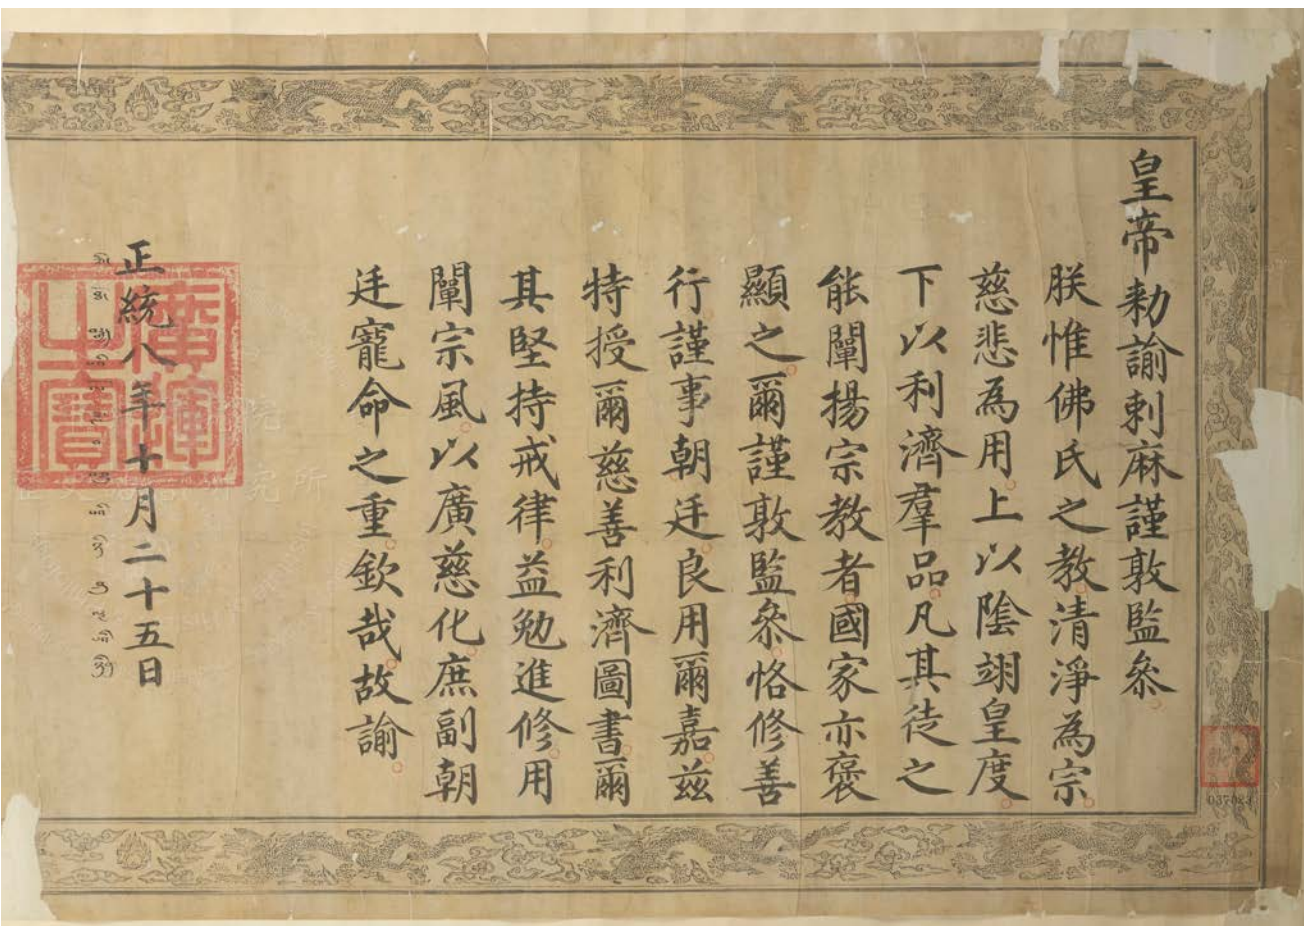 皇帝勅諭剌麻謹敦監叅
朕惟佛氏之教清淨為宗
慈悲為用上以陰翊皇度
下以利濟羣品凡其徒之
能闡揚宗教者國家亦褒
顯之爾謹敦監叅恪修善
行謹事朝廷良用爾嘉茲
特授爾慈善利濟圖書爾
其堅持戒律益勉進修用
闡宗風以廣慈化庶副朝
廷寵命之重欽哉故諭
正統八年十月二十五日
廣運之寶